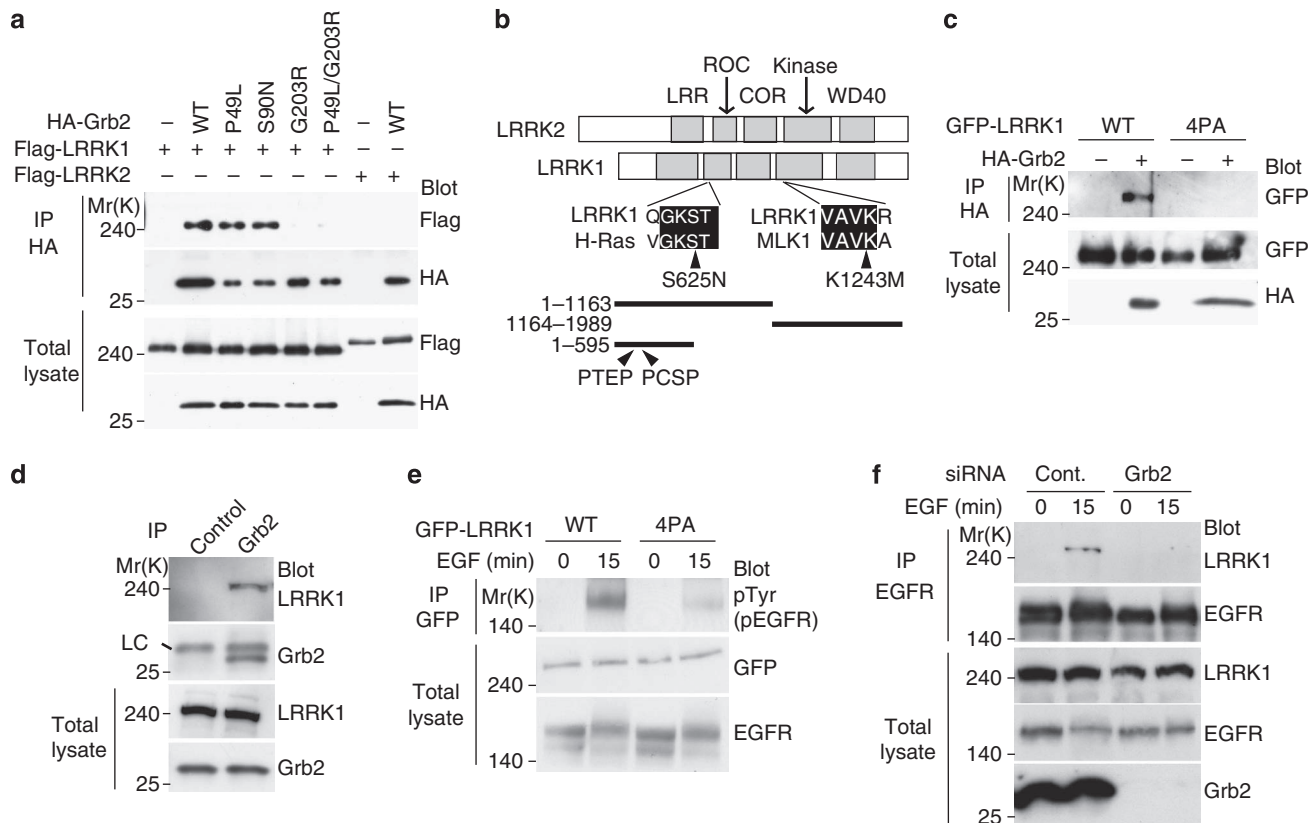 a
HA-Grb2 – WT P49L S90N G203R P49L/G203R – WT
Flag-LRRK1 + + + + + + – –
Flag-LRRK2 – – – – – – + +
Blot
IP HA
Mr(K)
240
Flag
25
HA
Total lysate
240
Flag
25
HA
b
ROC Kinase
LRR COR WD40
LRRK2
LRRK1
LRRK1 QGKST LRRK1 VAVKR
H-Ras VGKST MLK1 VAVKA
S625N K1243M
1–1163
1164–1989
1–595
PTEP PCSP
c
GFP-LRRK1 WT 4PA
HA-Grb2 – + – +
Blot
IP HA
Mr(K)
240
GFP
Total lysate
240
GFP
25
HA
d
IP Control Grb2
Mr(K)
Blot
240
LRRK1
LC
25
Grb2
Total lysate
240
LRRK1
25
Grb2
e
GFP-LRRK1 WT 4PA
EGF (min) 0 15 0 15
Blot
IP GFP
Mr(K)
140
pTyr (pEGFR)
Total lysate
240
GFP
140
EGFR
f
siRNA Cont. Grb2
EGF (min) 0 15 0 15
Blot
IP EGFR
Mr(K)
240
LRRK1
140
EGFR
Total lysate
240
LRRK1
140
EGFR
25
Grb2